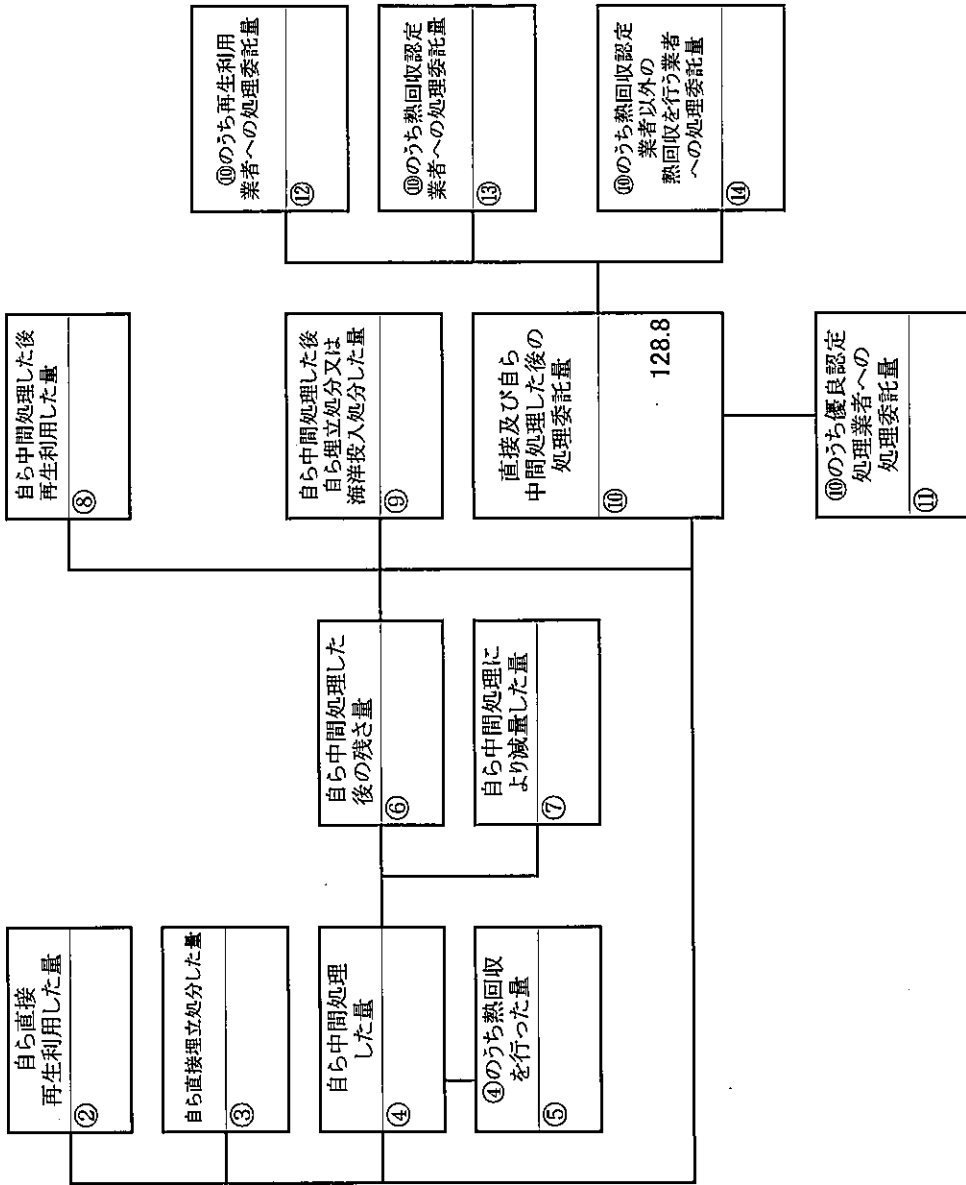 自ら直接
再生利用した量
②
自ら直接埋立処分した量
③
自ら中間処理
した量
④
④のうち熱回収
を行った量
⑤
自ら中間処理した
後の残さ量
⑥
自ら中間処理に
より減量した量
⑦
自ら中間処理した後
再生利用した量
⑧
自ら中間処理した後
自ら埋立処分又は
海洋投入処分した量
⑨
直接及び自ら
中間処理した後の
処理委託量
⑩
128.8
⑩のうち優良認定
処理業者への
処理委託量
⑪
⑩のうち再生利用
業者への処理委託量
⑫
⑩のうち熱回収認定
業者への処理委託量
⑬
⑩のうち熱回収認定
業者以外の
熱回収を行う業者
への処理委託量
⑭